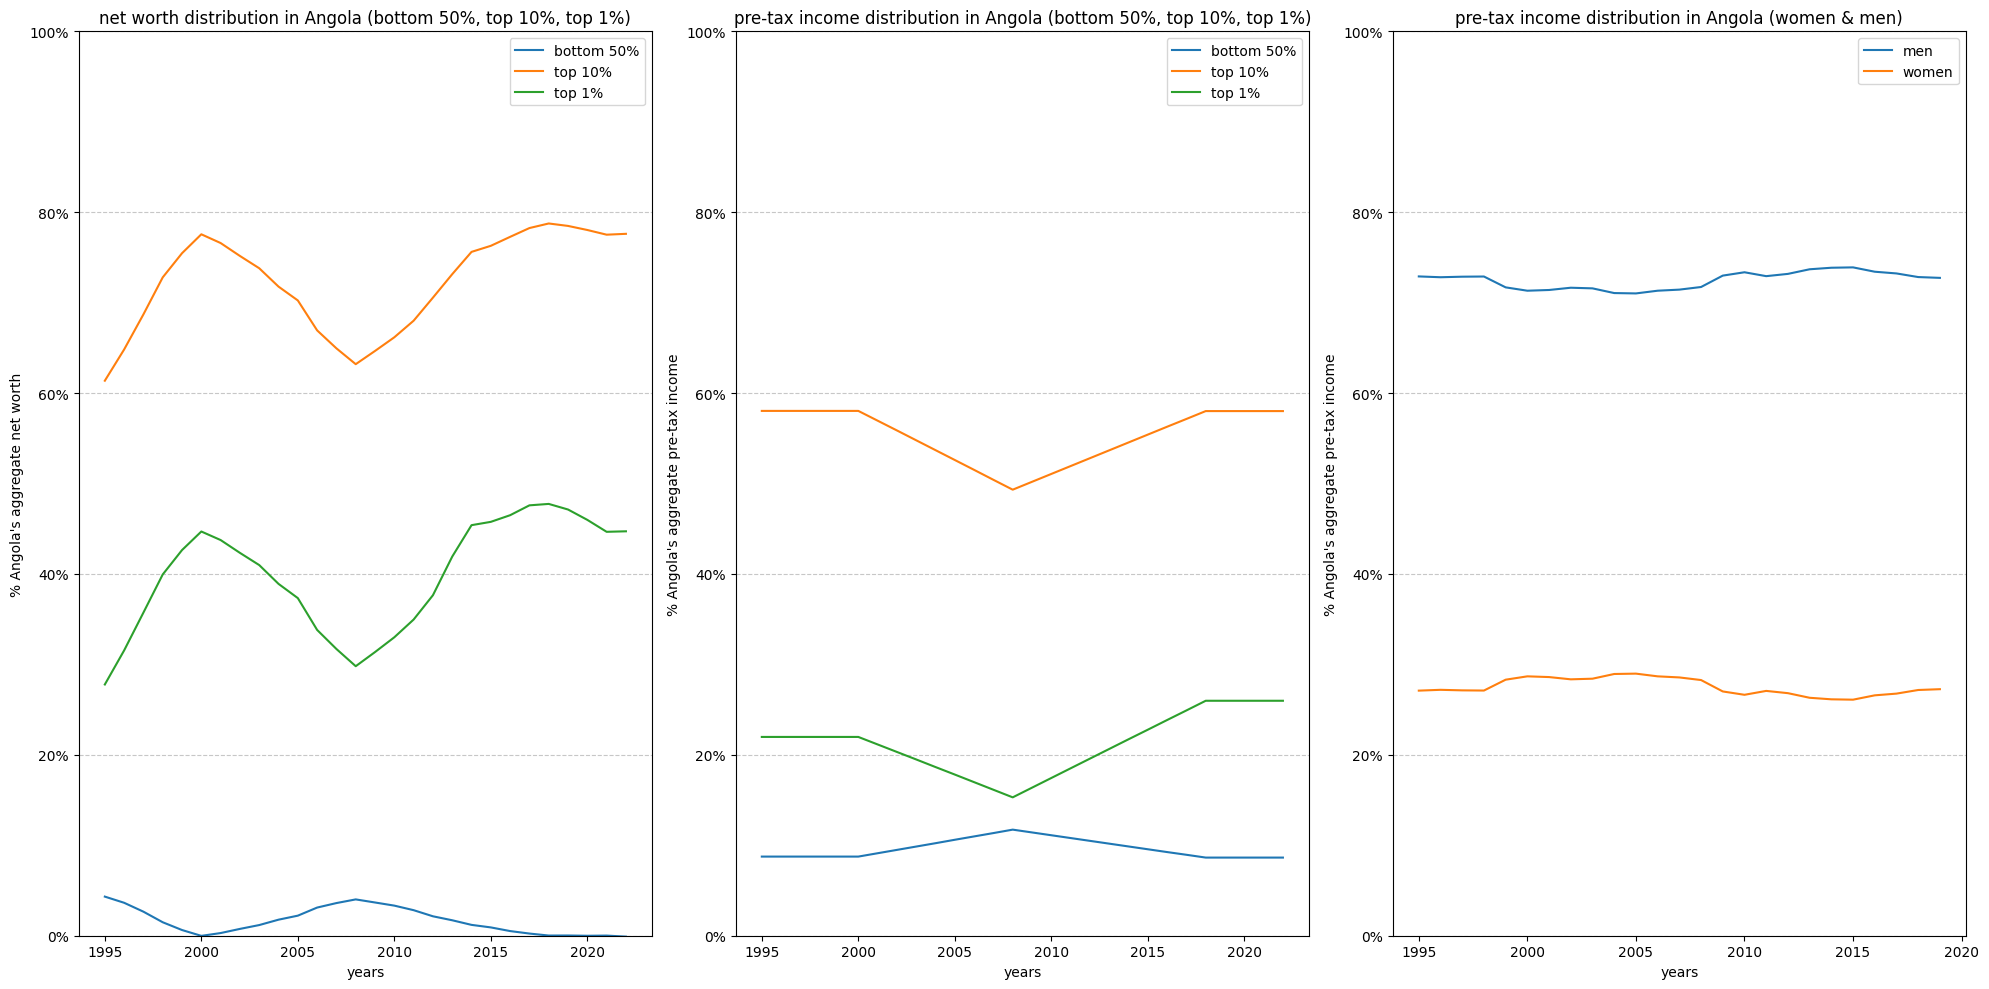 net worth distribution in Angola (bottom 50%, top 10%, top 1%)
100%
80%
60%
40%
20%
0%
% Angola's aggregate net worth
bottom 50%
top 10%
top 1%
1995
2000
2005
2010
2015
2020
years
pre-tax income distribution in Angola (bottom 50%, top 10%, top 1%)
100%
80%
60%
40%
20%
0%
% Angola's aggregate pre-tax income
bottom 50%
top 10%
top 1%
1995
2000
2005
2010
2015
2020
years
pre-tax income distribution in Angola (women & men)
100%
80%
60%
40%
20%
0%
% Angola's aggregate pre-tax income
men
women
1995
2000
2005
2010
2015
2020
years